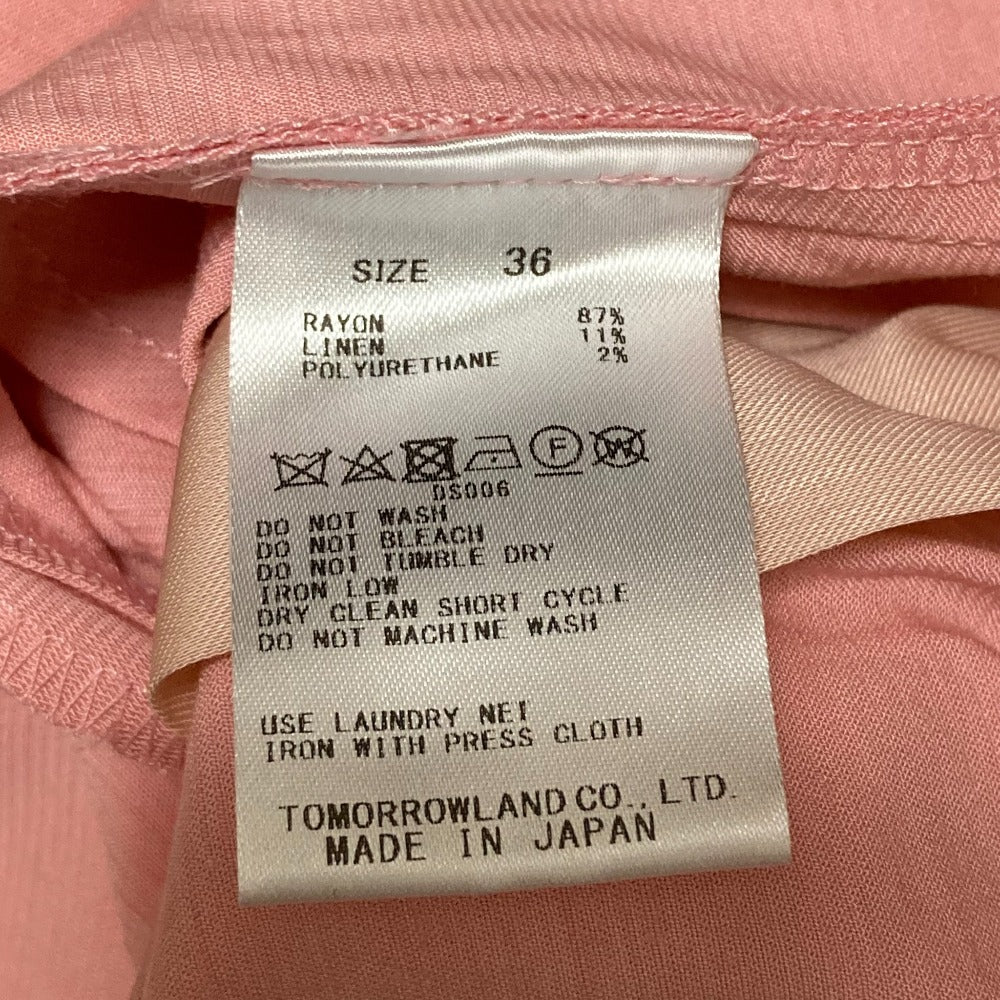 SIZE 36
RAYON 87%
LINEN 11%
POLYURETHANE 2%
F W
DS006
DO NOT WASH
DO NOT BLEACH
DO NOT TUMBLE DRY
IRON LOW
DRY CLEAN SHORT CYCLE
DO NOT MACHINE WASH
USE LAUNDRY NET
IRON WITH PRESS CLOTH
TOMORROWLAND CO., LTD.
MADE IN JAPAN